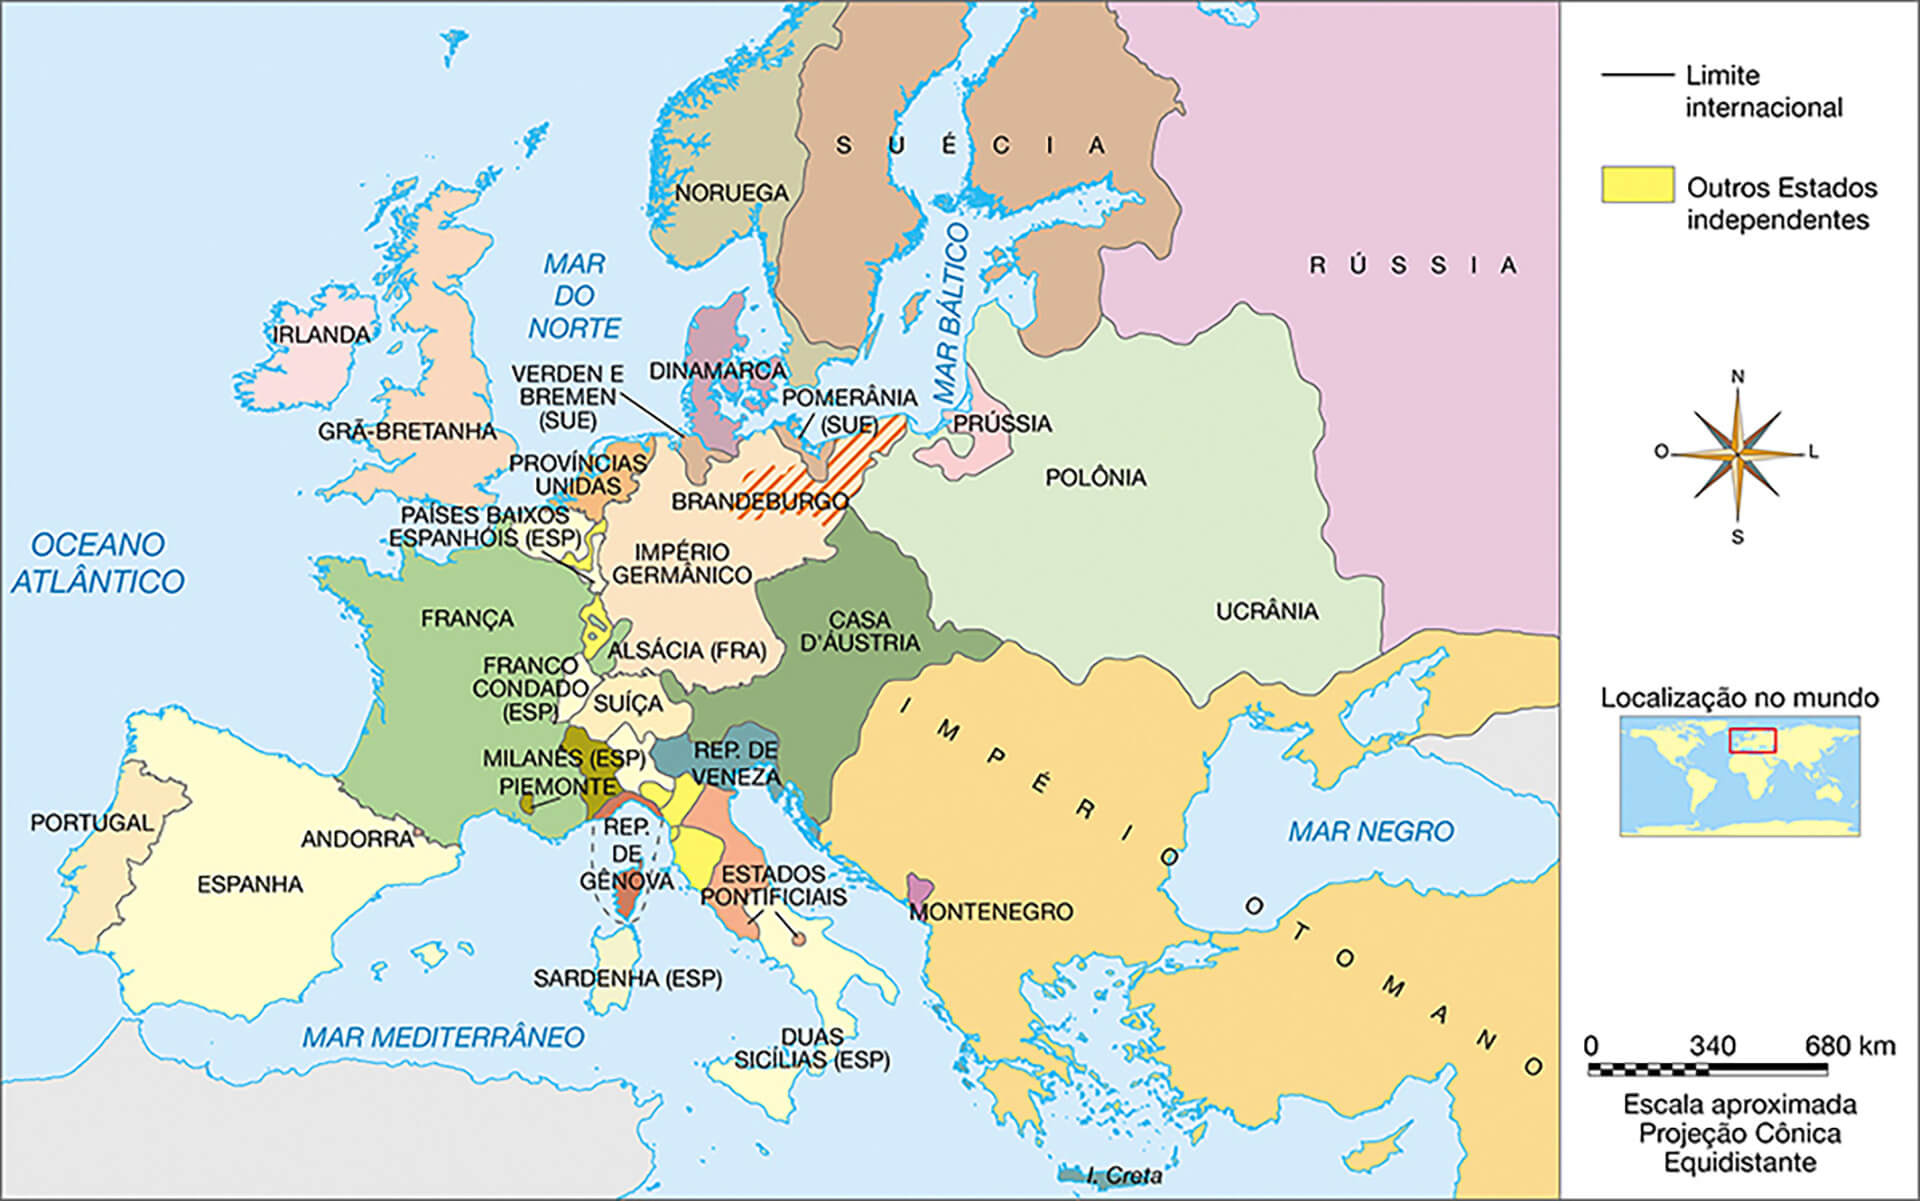 SUÉCIA
NORUEGA
MAR
DO
NORTE
MAR BÁLTICO
RÚSSIA
IRLANDA
GRÃ-BRETANHA
VERDEN E
BREMEN
(SUE)
DINAMARCA
POMERÂNIA
(SUE)
PRÚSSIA
POLÔNIA
PROVÍNCIAS
UNIDAS
BRANDEBURGO
PAÍSES BAIXOS
ESPANHÓIS (ESP)
OCEANO
ATLÂNTICO
IMPÉRIO
GERMÂNICO
FRANÇA
CASA
D'ÁUSTRIA
UCRÂNIA
ALSÁCIA (FRA)
FRANCO
CONDADO
(ESP)
SUÍÇA
MILANÊS (ESP)
PIEMONTE
REP. DE
VENEZA
IMPÉRIO OTOMANO
PORTUGAL
ANDORRA
ESPANHA
REP.
DE
GÊNOVA
ESTADOS
PONTIFICIAIS
MONTENEGRO
MAR NEGRO
SARDENHA (ESP)
MAR MEDITERRÂNEO
DUAS
SICÍLIAS (ESP)
I. Creta
Limite
internacional
Outros Estados
independentes
N
O
L
S
Localização no mundo
0 340 680 km
Escala aproximada
Projeção Cônica
Equidistante